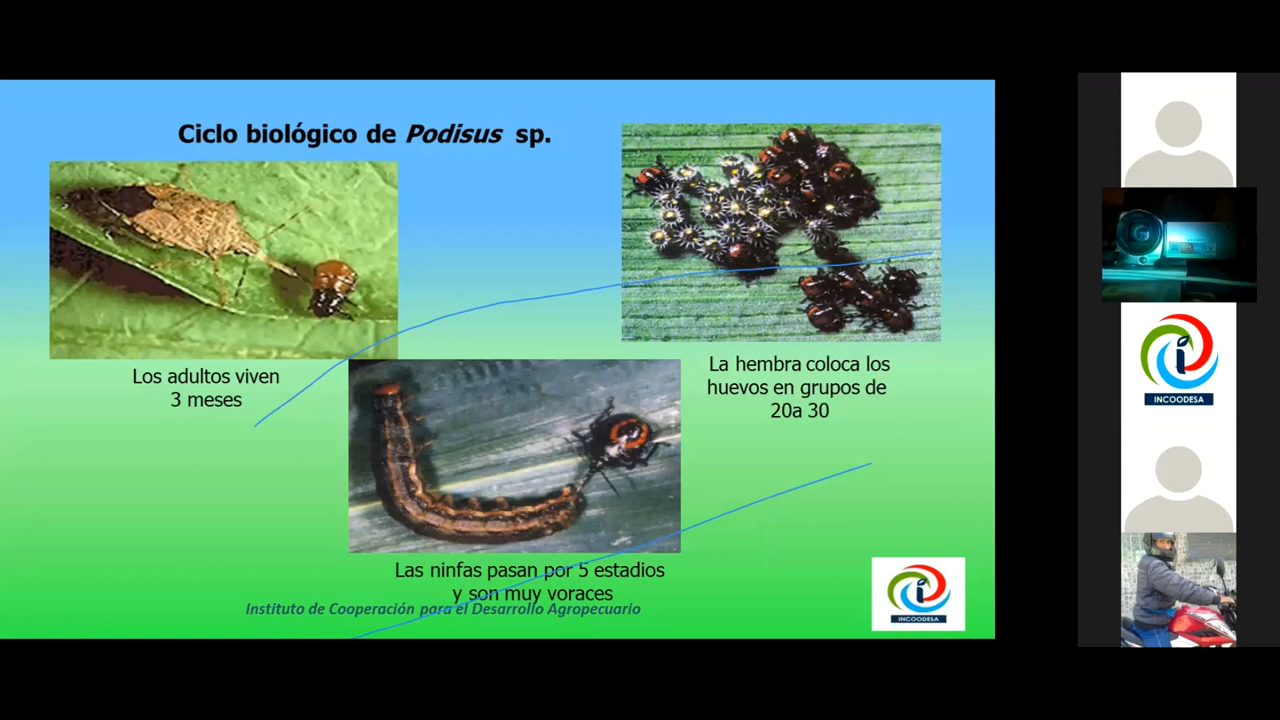 Ciclo biológico de Podisus sp.
Los adultos viven
3 meses
La hembra coloca los
huevos en grupos de
20a 30
Las ninfas pasan por 5 estadios
y son muy voraces
Instituto de Cooperación para el Desarrollo Agropecuario
INCOODESA
INCOODESA